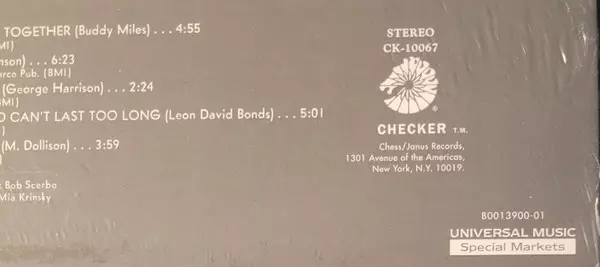 TOGETHER (Buddy Miles) . . . 4:55
BMI)
nson) . . . 6:23
arco Pub. (BMI)
(George Harrison) . . . 2:24
BMI)
O CAN'T LAST TOO LONG (Leon David Bonds) . . . 5:01
)
(M. Dollison) . . . 3:59
)
Bob Scerbo
Mia Krinsky
STEREO
CK-10067
®
CHECKER T.M.
Chess/Janus Records,
1301 Avenue of the Americas,
New York, N.Y. 10019.
B0013900-01
UNIVERSAL MUSIC
Special Markets